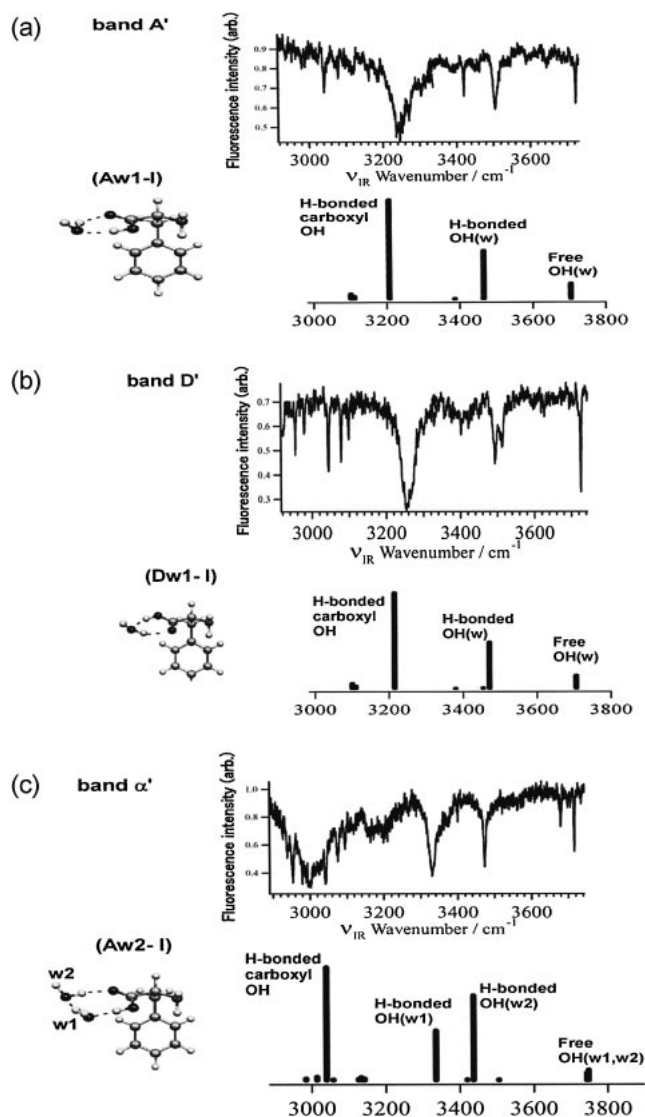 (a) band A'
Fluorescence intensity (arb.)
0.9
0.8
0.7
0.6
0.5
3000 3200 3400 3600
νIR Wavenumber / cm-1
(Aw1-I)
H-bonded
carboxyl
OH
H-bonded
OH(w)
Free
OH(w)
3000 3200 3400 3600 3800
(b) band D'
Fluorescence intensity (arb.)
0.7
0.6
0.5
0.4
0.3
3000 3200 3400 3600
νIR Wavenumber / cm-1
(Dw1- I)
H-bonded
carboxyl
OH
H-bonded
OH(w)
Free
OH(w)
3000 3200 3400 3600 3800
(c) band α'
Fluorescence intensity (arb.)
1.0
0.8
0.6
0.4
3000 3200 3400 3600
νIR Wavenumber / cm-1
(Aw2- I)
w2
w1
H-bonded
carboxyl
OH
H-bonded
OH(w1)
H-bonded
OH(w2)
Free
OH(w1,w2)
3000 3200 3400 3600 3800